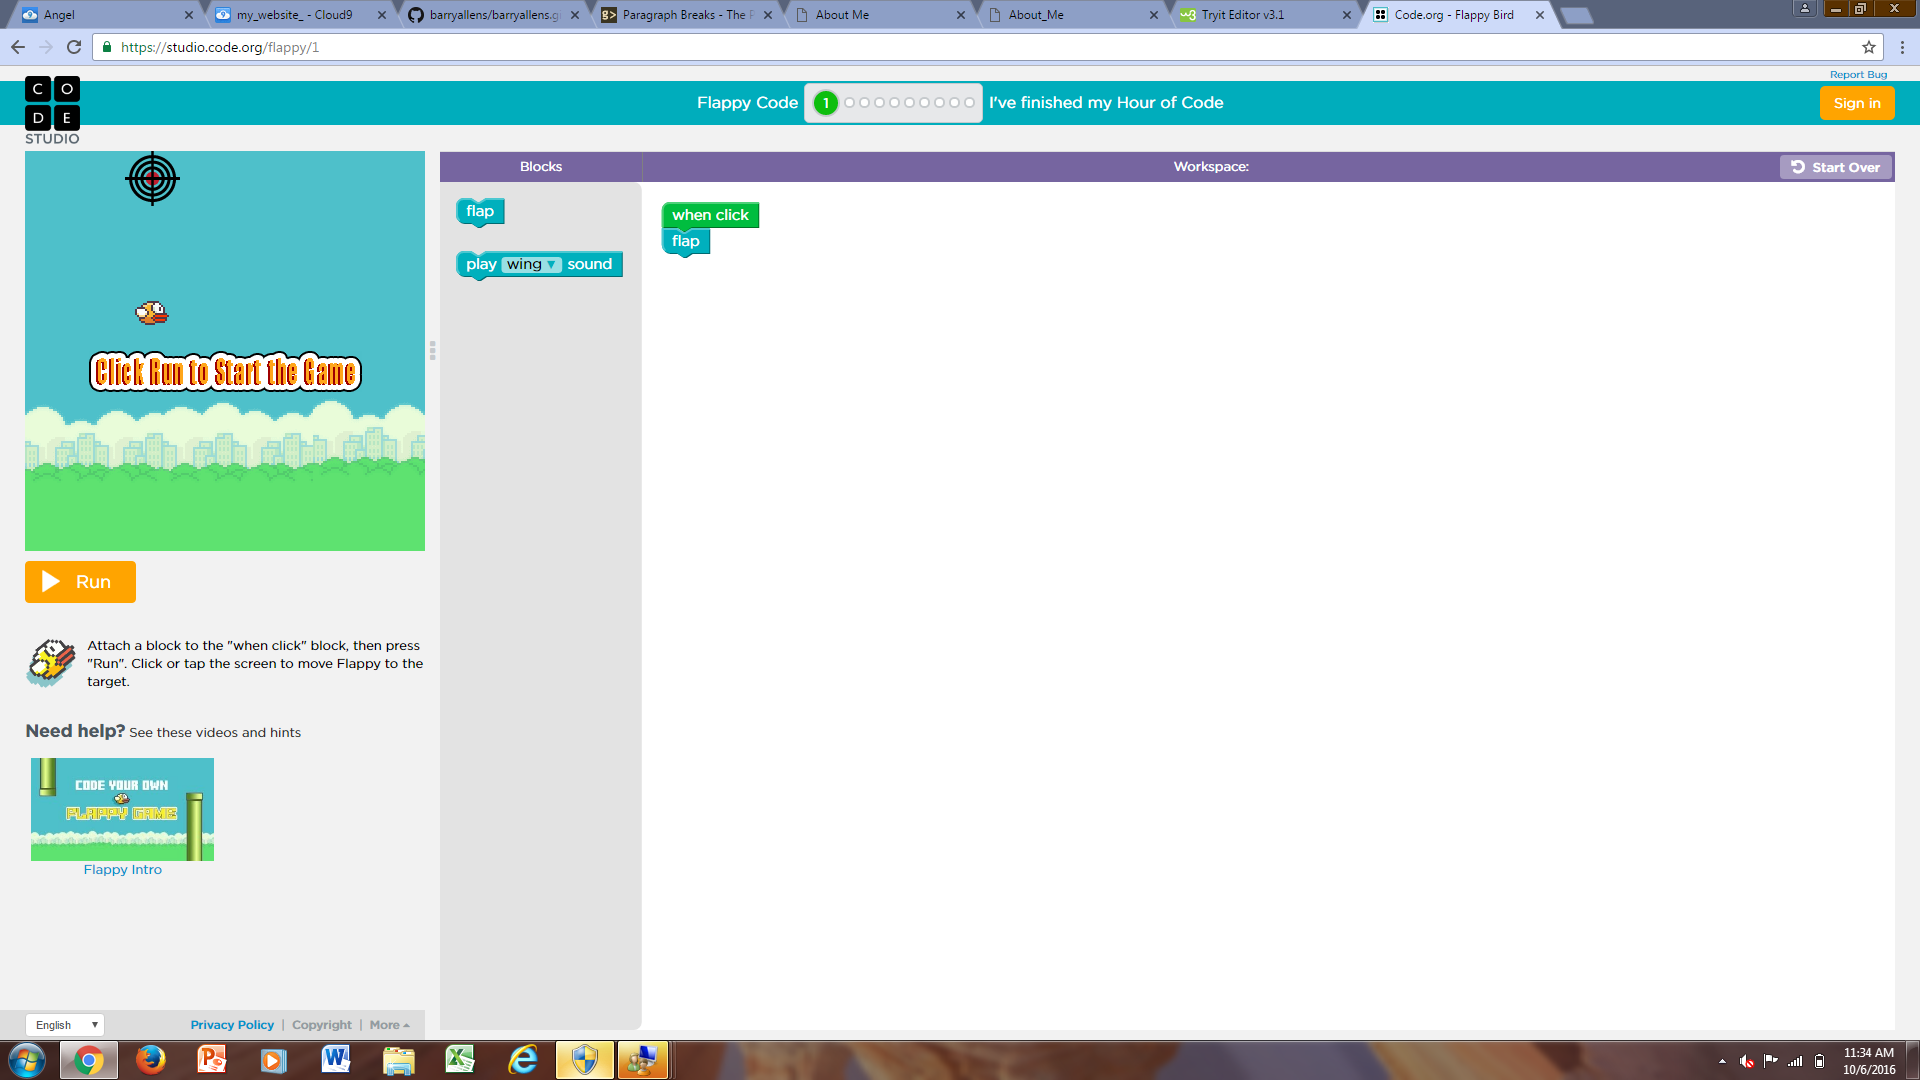 Angel
my_website_ - Cloud9
barryallens/barryallens.g
Paragraph Breaks - The P
About Me
About_Me
Tryit Editor v3.1
Code.org - Flappy Bird
https://studio.code.org/flappy/1
Report Bug
C O
D E
STUDIO
Flappy Code
1
I've finished my Hour of Code
Sign in
Blocks
Workspace:
Start Over
flap
play wing sound
when click
flap
Click Run to Start the Game
Run
Attach a block to the "when click" block, then press
"Run". Click or tap the screen to move Flappy to the
target.
Need help? See these videos and hints
CODE YOUR OWN
FLAPPY GAME
Flappy Intro
English
Privacy Policy | Copyright | More
11:34 AM
10/6/2016